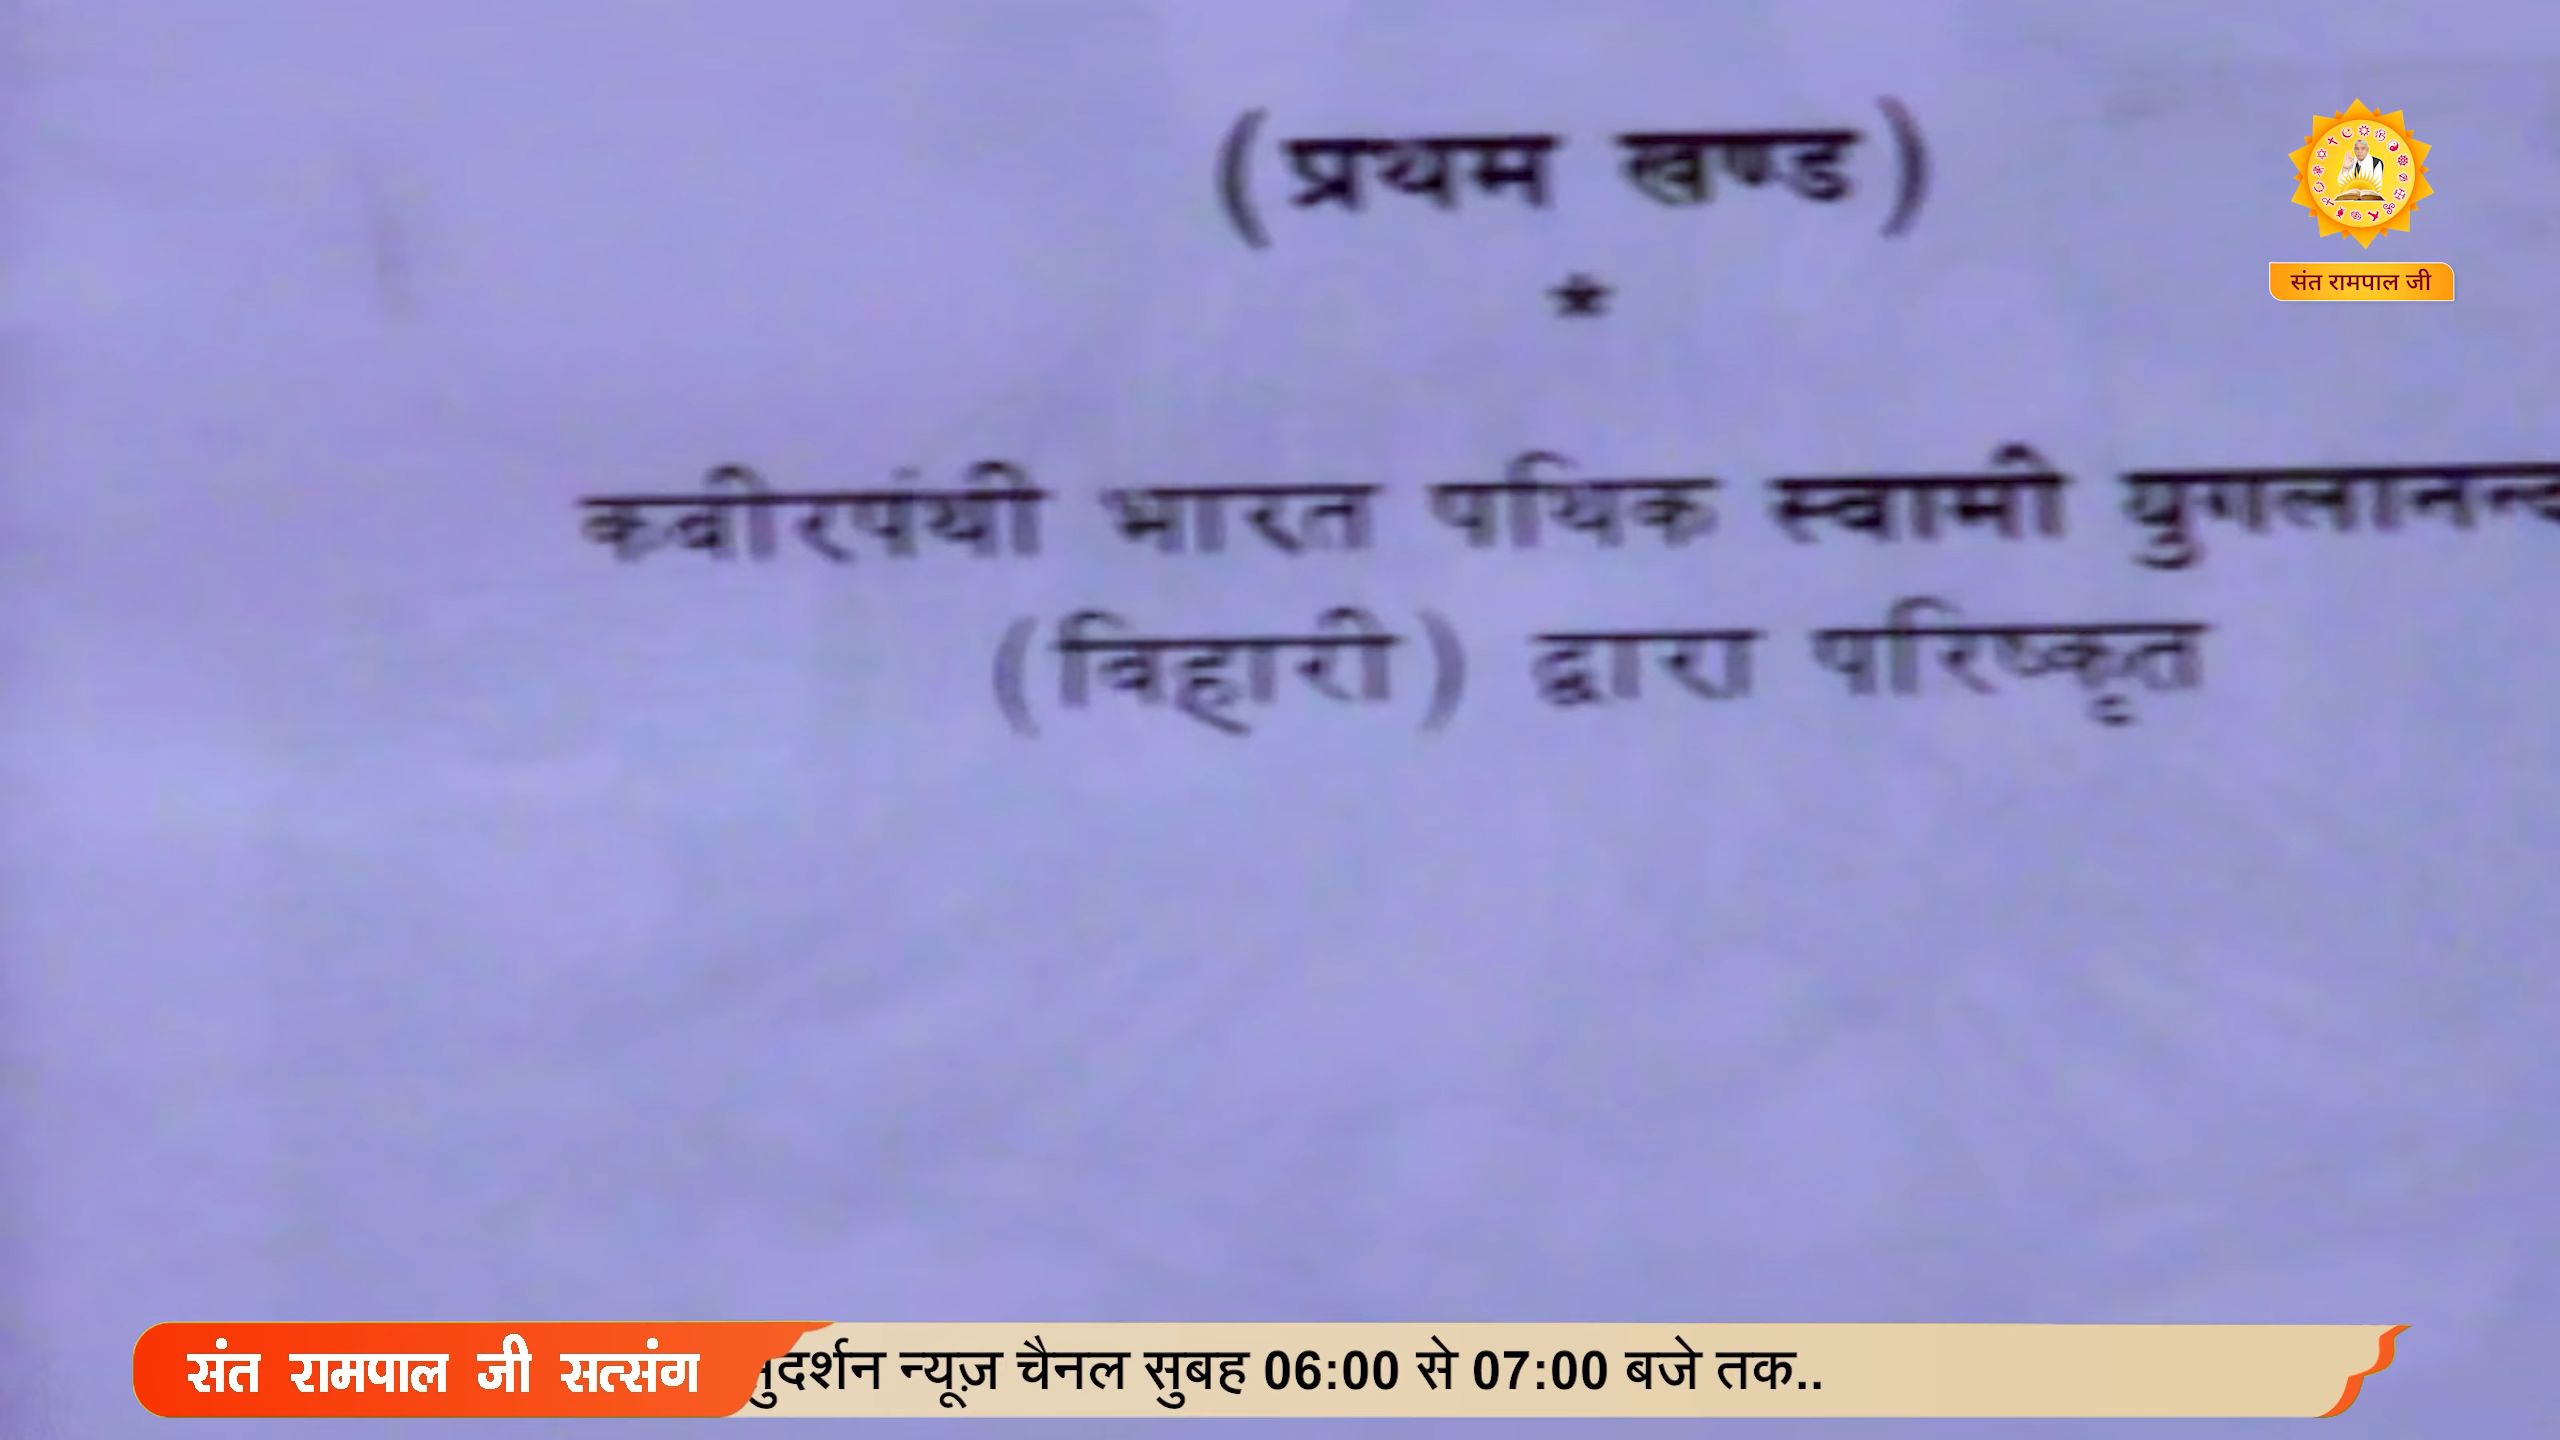 (प्रथम खण्ड)
*
संत रामपाल जी
कबीरपंथी भारत पथिक स्वामी युगलानन्द
(विहारी) द्वारा परिष्कृत
संत रामपाल जी सत्संग
सुदर्शन न्यूज़ चैनल सुबह 06:00 से 07:00 बजे तक..